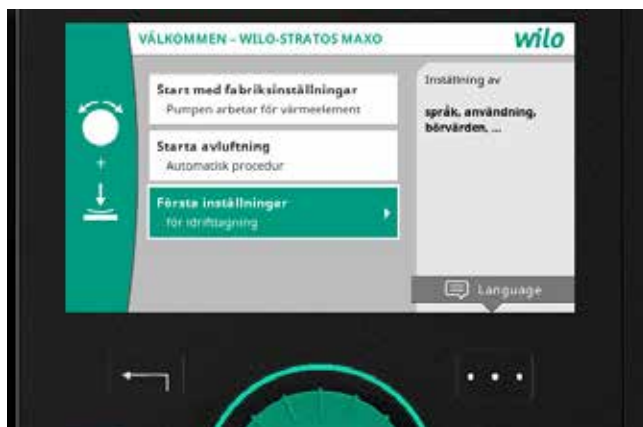 VÄLKOMMEN – WILO-STRATOS MAXO
wilo
Start med fabriksinställningar
Pumpen arbetar för värmeelement
Starta avluftning
Automatisk procedur
Första inställningar
för idrifttagning
Inställning av
språk, användning,
börvärden, ...
Language